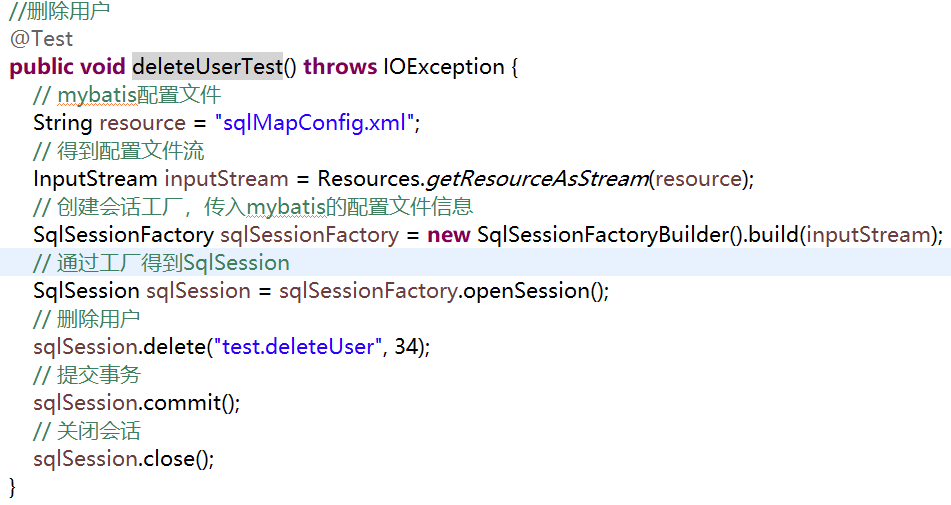 //删除用户
@Test
public void deleteUserTest() throws IOException {
// mybatis配置文件
String resource = "sqlMapConfig.xml";
// 得到配置文件流
InputStream inputStream = Resources.getResourceAsStream(resource);
// 创建会话工厂，传入mybatis的配置文件信息
SqlSessionFactory sqlSessionFactory = new SqlSessionFactoryBuilder().build(inputStream);
// 通过工厂得到SqlSession
SqlSession sqlSession = sqlSessionFactory.openSession();
// 删除用户
sqlSession.delete("test.deleteUser", 34);
// 提交事务
sqlSession.commit();
// 关闭会话
sqlSession.close();
}